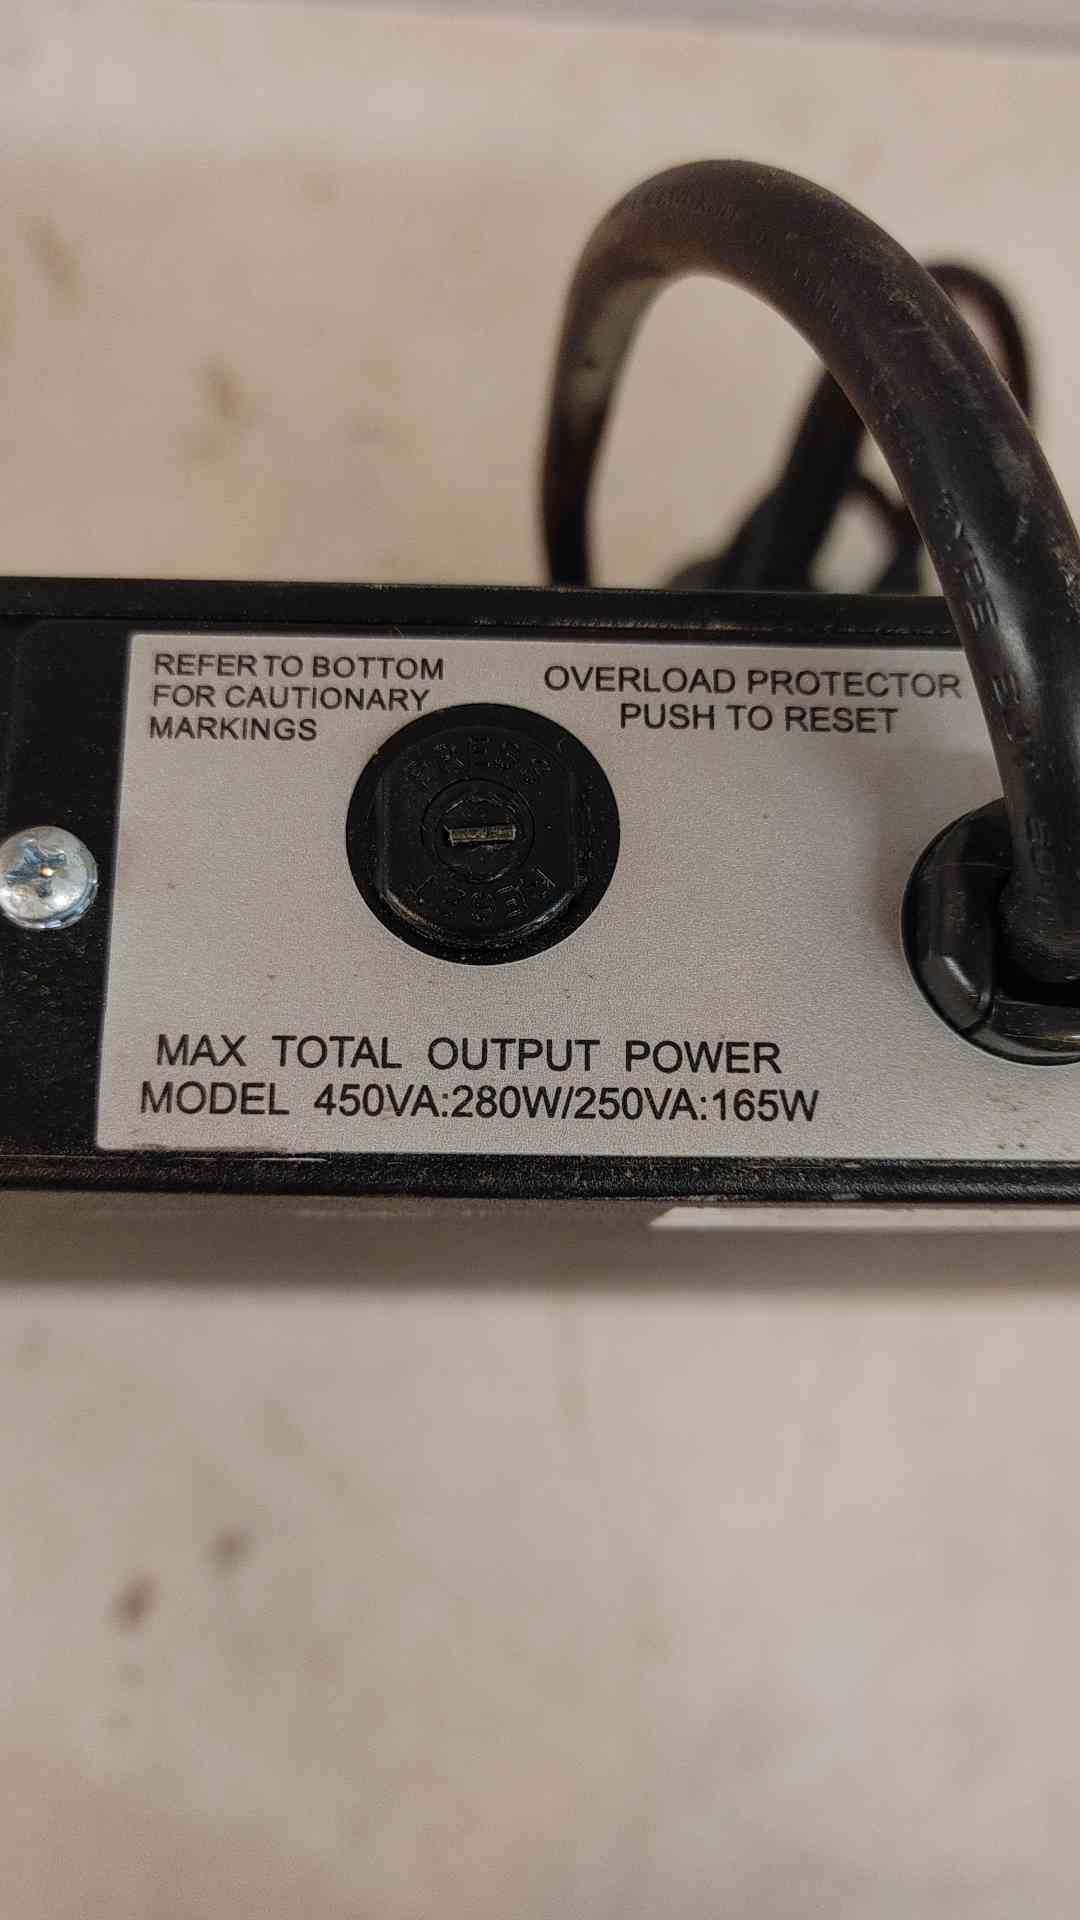 REFER TO BOTTOM
FOR CAUTIONARY
MARKINGS
OVERLOAD PROTECTOR
PUSH TO RESET
PRESS
RESET
MAX TOTAL OUTPUT POWER
MODEL 450VA:280W/250VA:165W